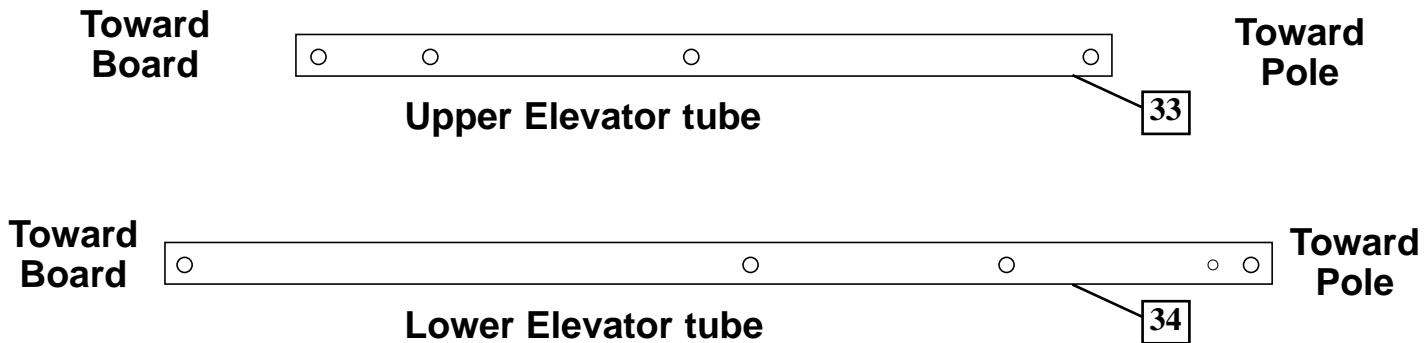 Toward
Board
Toward
Pole
33
Upper Elevator tube
Toward
Board
Toward
Pole
34
Lower Elevator tube